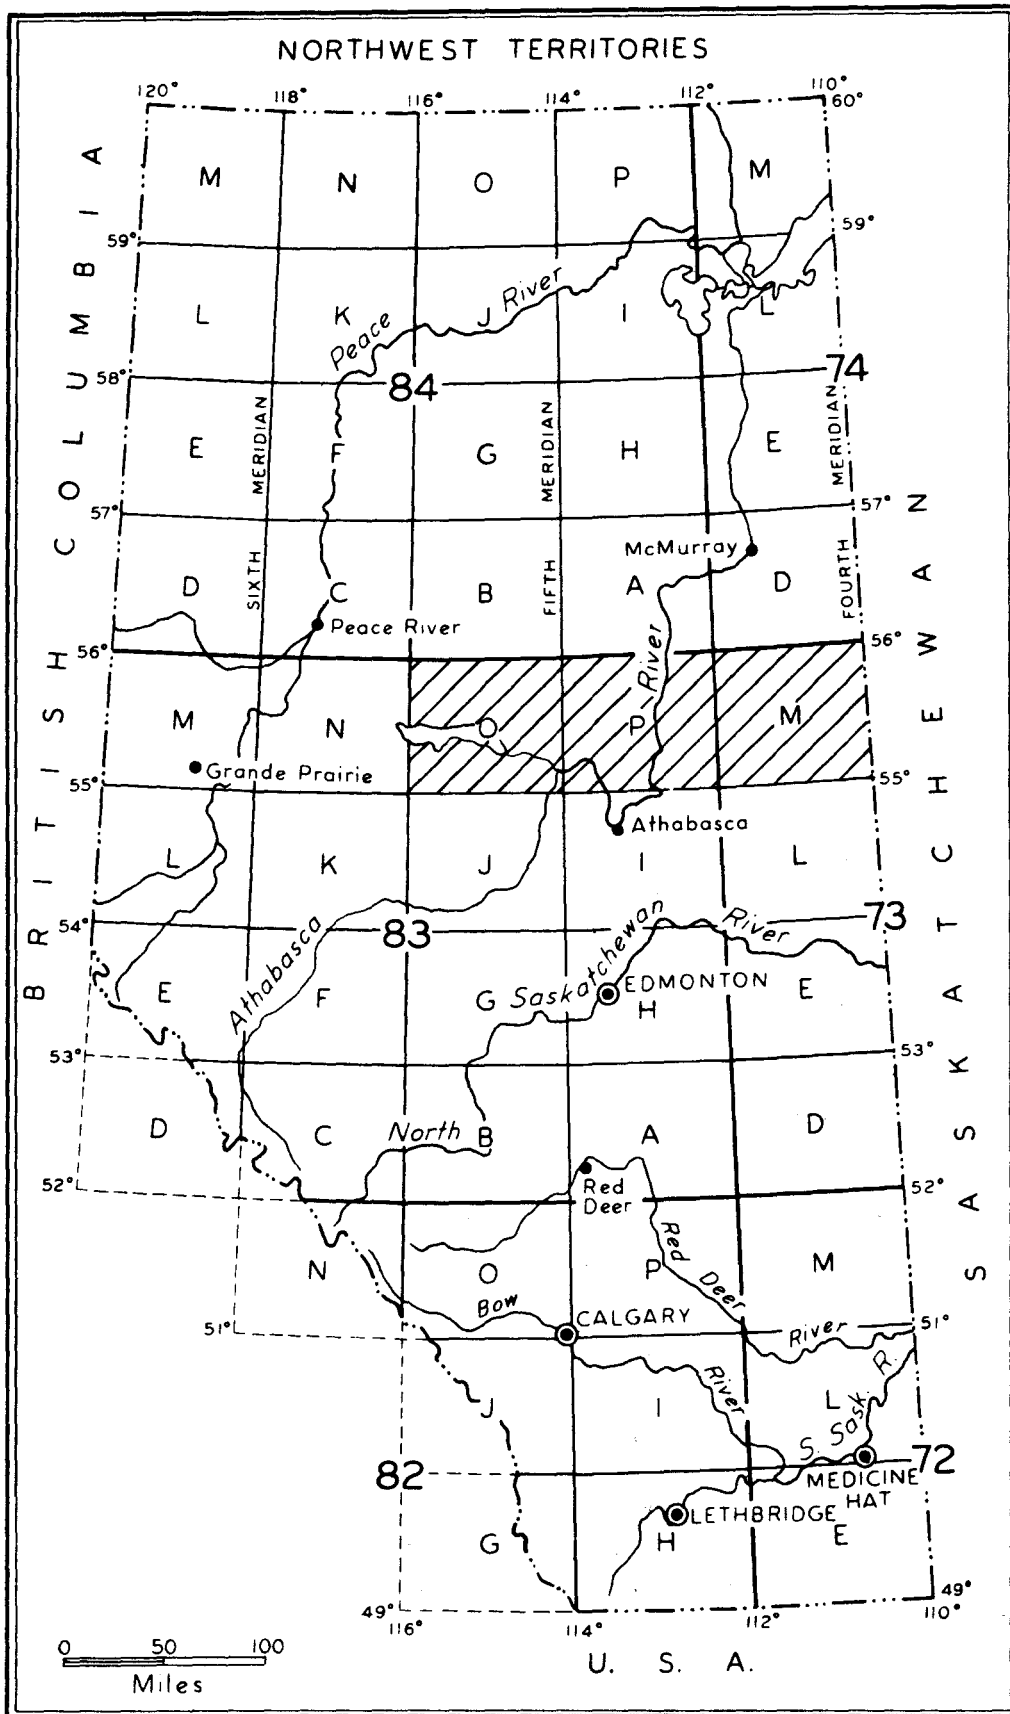 NORTHWEST TERRITORIES
120° 118° 116° 114° 112° 110°
60°
M N O P M
59° 59°
L K J I L
Peace River
58° 84 74
E F G H E
MERIDIAN MERIDIAN MERIDIAN
57° 57°
McMurray
SIXTH FIFTH FOURTH
D C B A D
Peace River
River
56° 56°
M N O P M
Grande Prairie
55° 55°
Athabasca
L K J I L
54° 83 73
Athabasca
Saskatchewan River
EDMONTON
E F G H E
53° 53°
D C B A D
North
Red
Deer
52° 52°
N O P M
Red Deer River
Bow River
CALGARY
51° 51°
J I L
S. Sask. R.
82 72
MEDICINE
HAT
LETHBRIDGE
G H E
49° 49°
116° 114° 112° 110°
BRITISH COLUMBIA
SASKATCHEWAN
U. S. A.
0 50 100
Miles